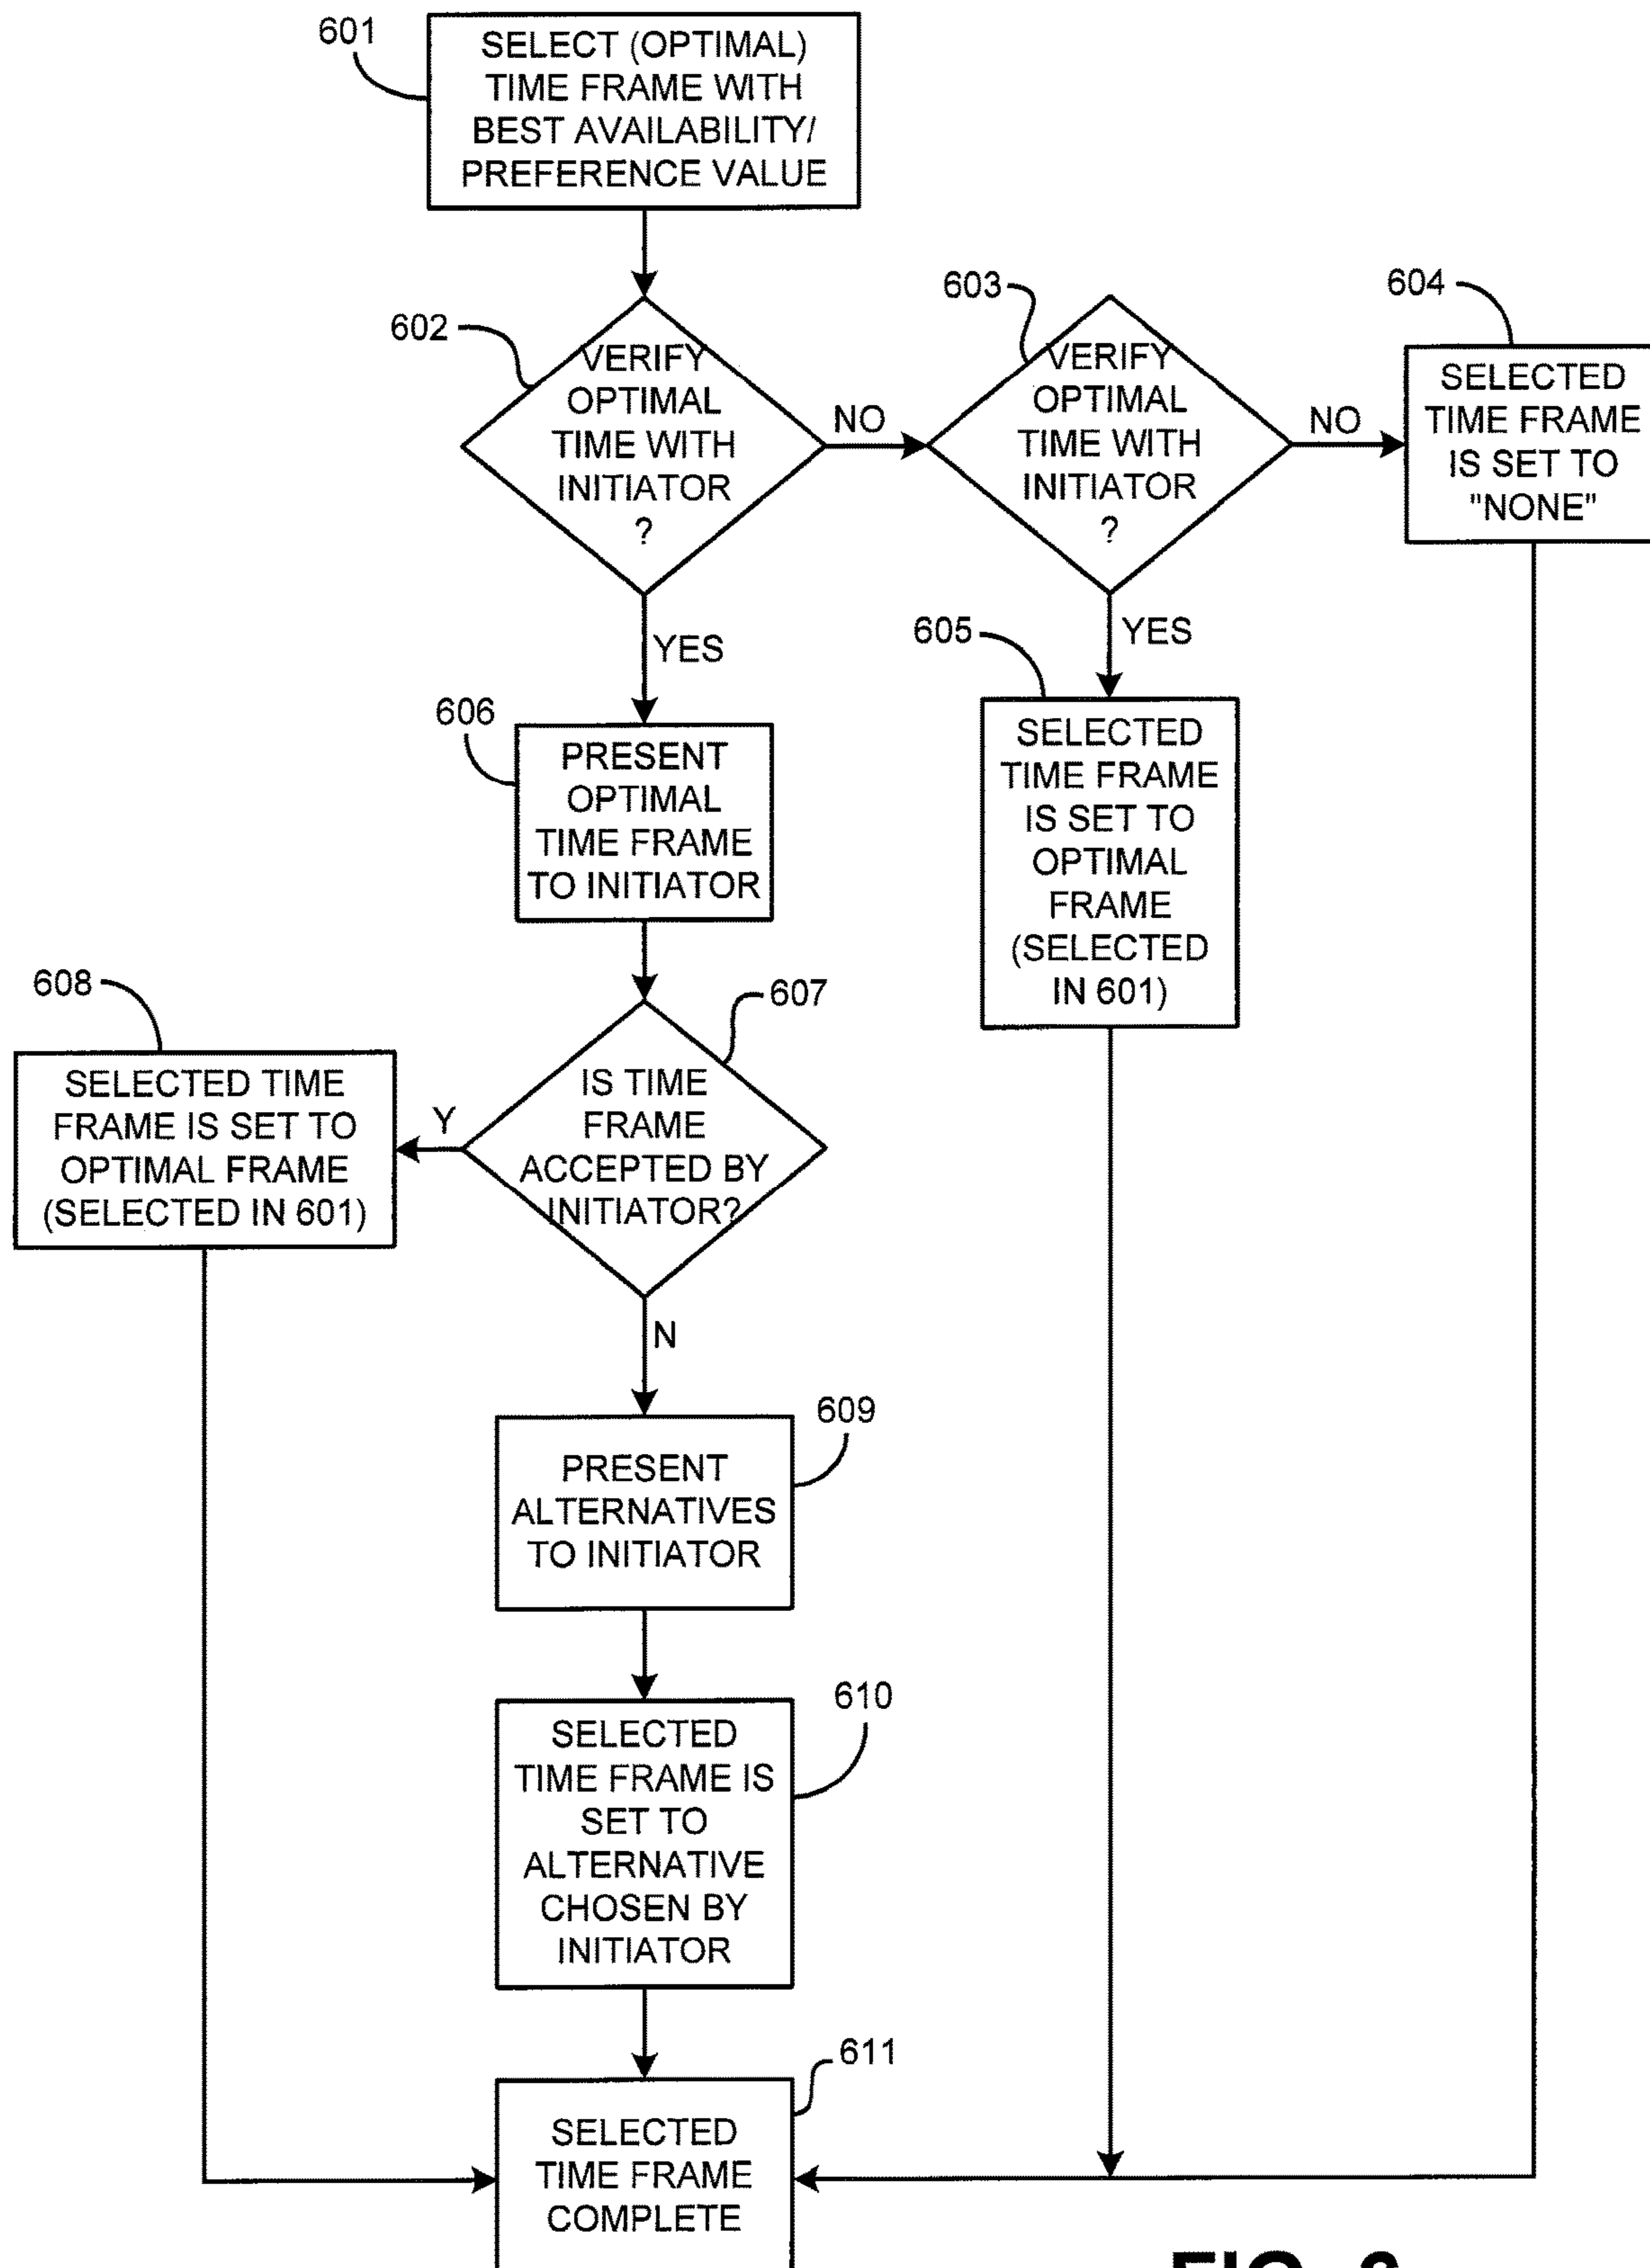 601
SELECT (OPTIMAL)
TIME FRAME WITH
BEST AVAILABILITY/
PREFERENCE VALUE
602
VERIFY
OPTIMAL
TIME WITH
INITIATOR
?
NO
603
VERIFY
OPTIMAL
TIME WITH
INITIATOR
?
NO
604
SELECTED
TIME FRAME
IS SET TO
"NONE"
YES
605
YES
SELECTED
TIME FRAME
IS SET TO
OPTIMAL
FRAME
(SELECTED
IN 601)
606
PRESENT
OPTIMAL
TIME FRAME
TO INITIATOR
607
IS TIME
FRAME
ACCEPTED BY
INITIATOR?
Y
608
SELECTED TIME
FRAME IS SET TO
OPTIMAL FRAME
(SELECTED IN 601)
N
609
PRESENT
ALTERNATIVES
TO INITIATOR
610
SELECTED
TIME FRAME IS
SET TO
ALTERNATIVE
CHOSEN BY
INITIATOR
611
SELECTED
TIME FRAME
COMPLETE
FIG.